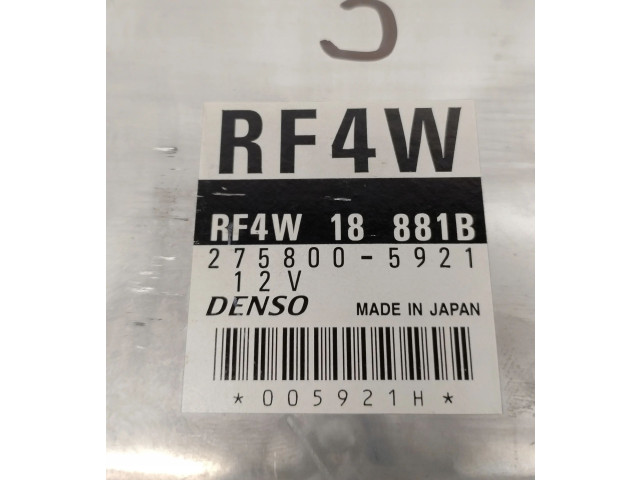 C
RF4W
RF4W 18 881B
275800-5921
12V
DENSO MADE IN JAPAN
*005921H*